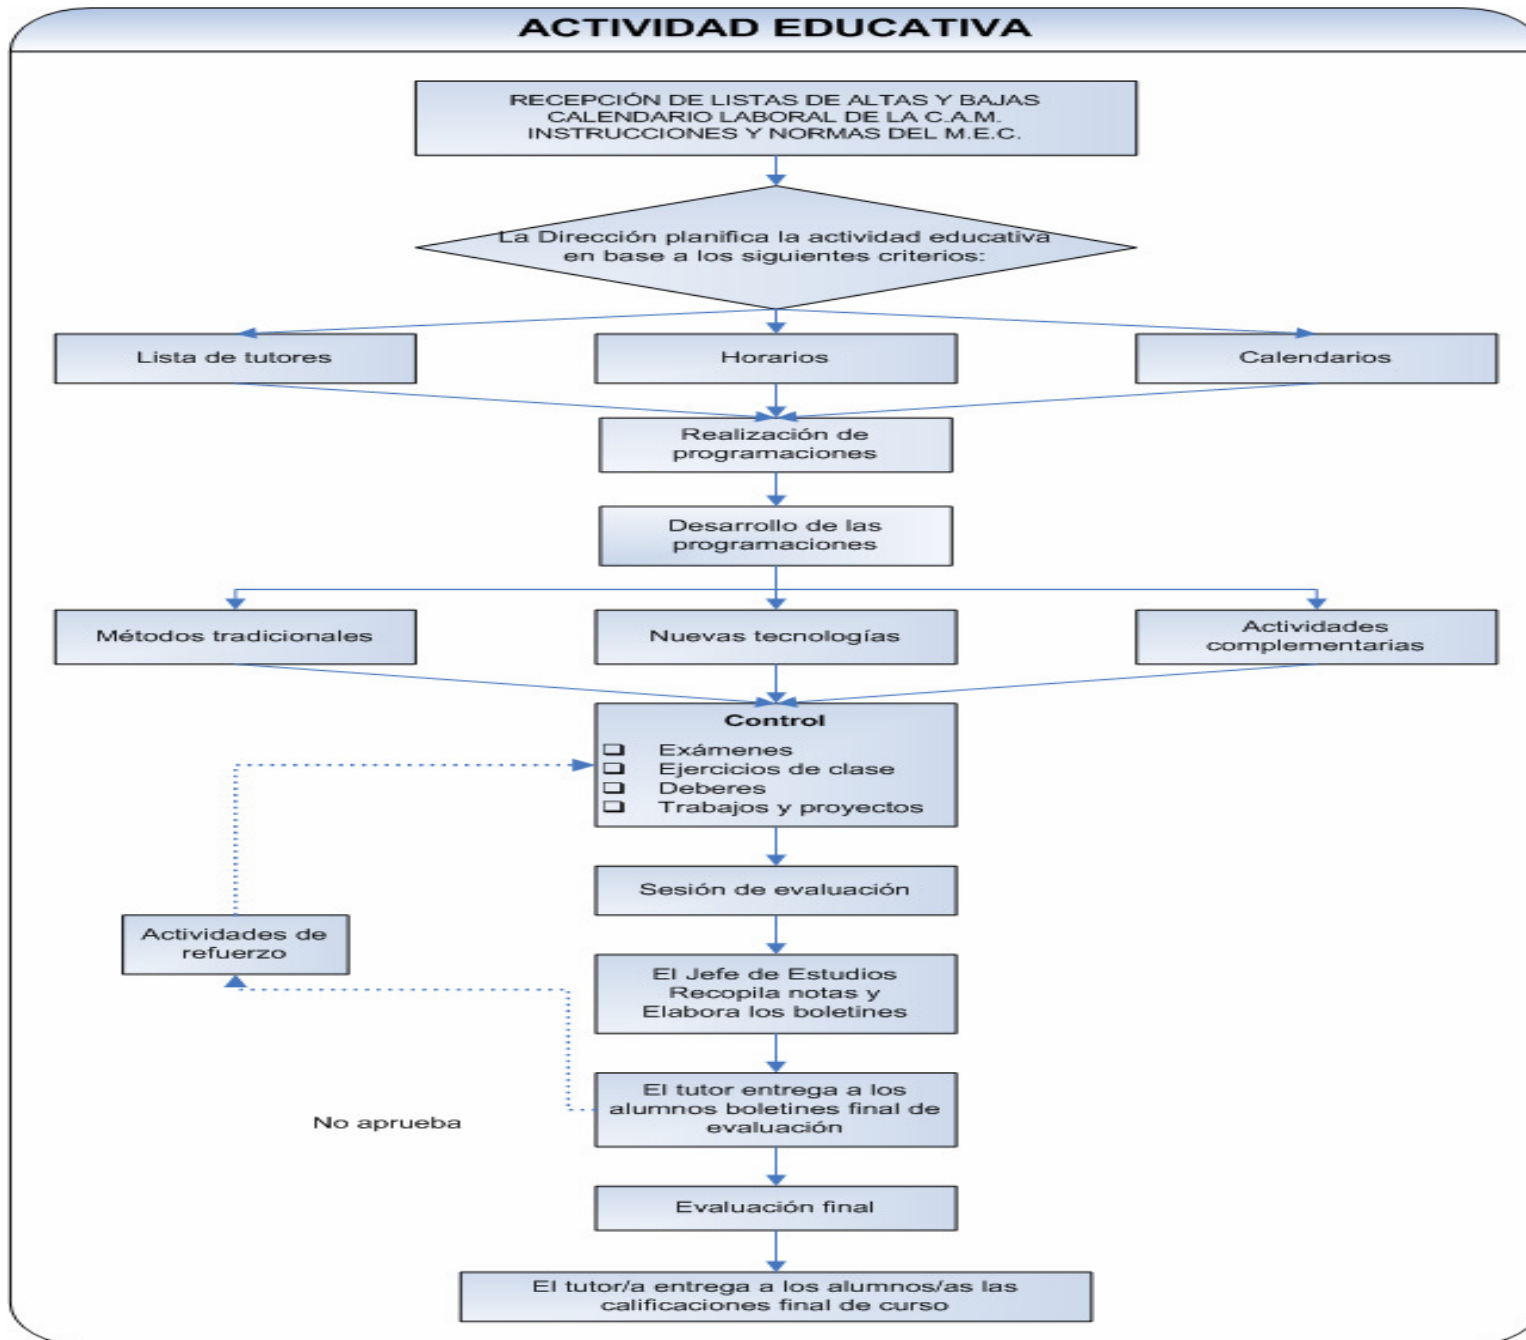 ACTIVIDAD EDUCATIVA
RECEPCIÓN DE LISTAS DE ALTAS Y BAJAS
CALENDARIO LABORAL DE LA C.A.M.
INSTRUCCIONES Y NORMAS DEL M.E.C.
La Dirección planifica la actividad educativa
en base a los siguientes criterios:
Lista de tutores
Horarios
Calendarios
Realización de
programaciones
Desarrollo de las
programaciones
Métodos tradicionales
Nuevas tecnologías
Actividades
complementarias
Control
Exámenes
Ejercicios de clase
Deberes
Trabajos y proyectos
Sesión de evaluación
Actividades de
refuerzo
El Jefe de Estudios
Recopila notas y
Elabora los boletines
El tutor entrega a los
alumnos boletines final de
evaluación
No aprueba
Evaluación final
El tutor/a entrega a los alumnos/as las
calificaciones final de curso